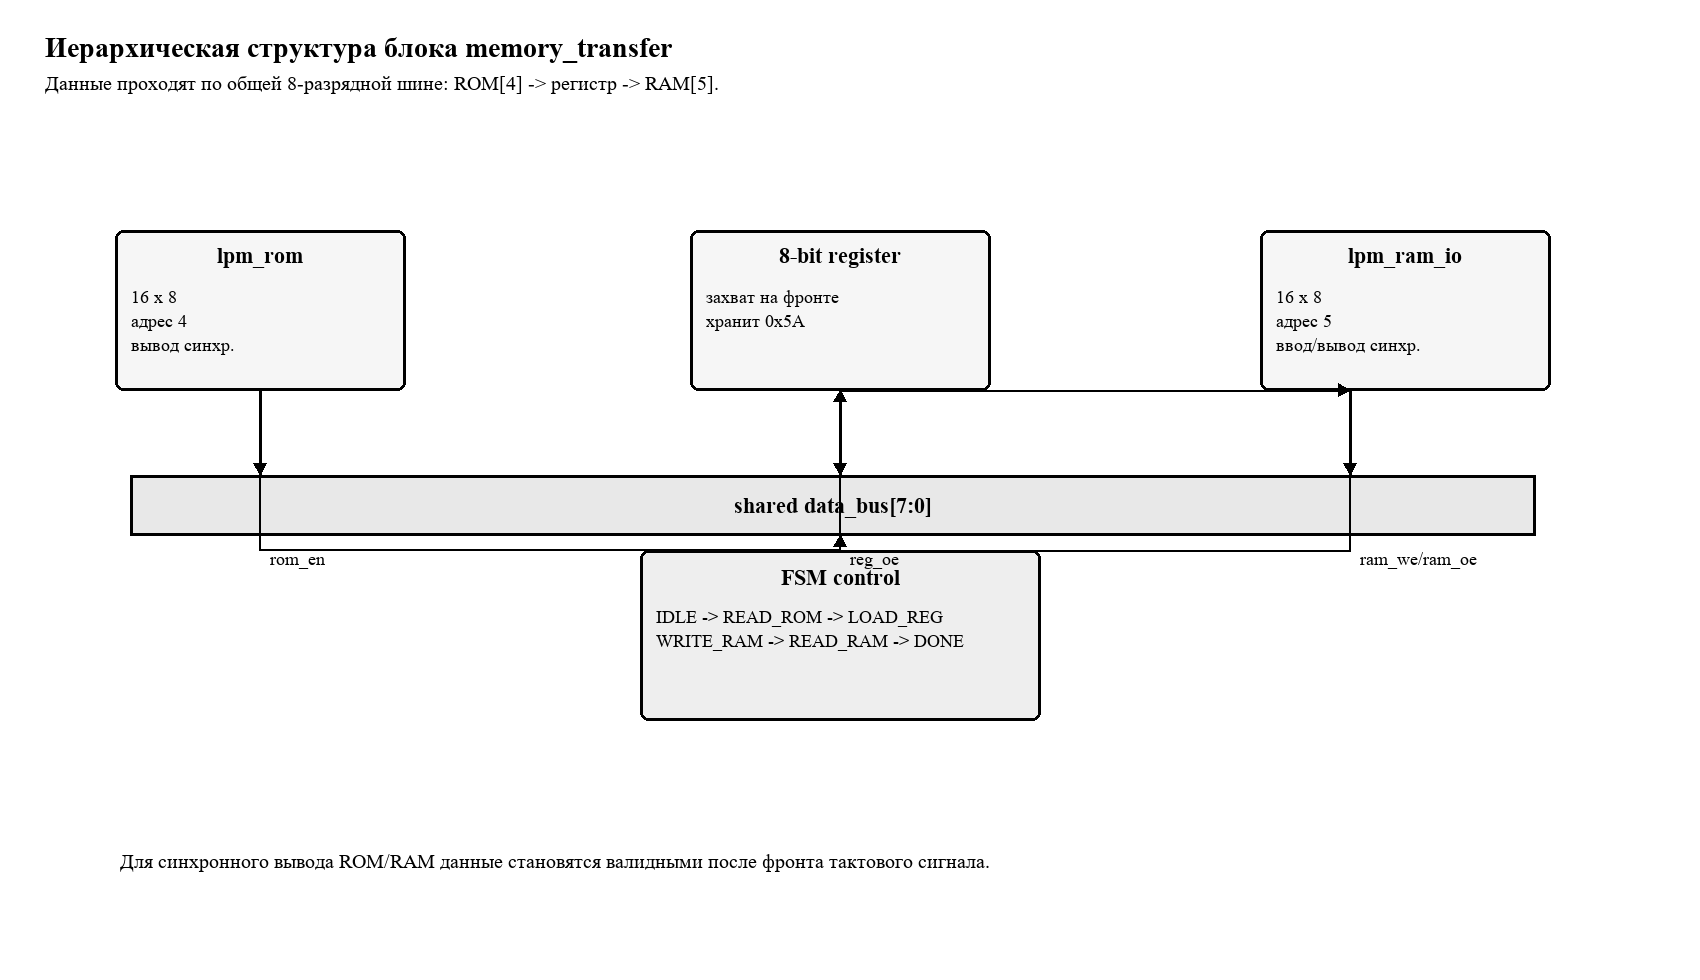 Иерархическая структура блока memory_transfer
Данные проходят по общей 8-разрядной шине: ROM[4] -> регистр -> RAM[5].
lpm_rom
16 x 8
адрес 4
вывод синхр.
8-bit register
захват на фронте
хранит 0x5A
lpm_ram_io
16 x 8
адрес 5
ввод/вывод синхр.
shared data_bus[7:0]
rom_en
reg_oe
ram_we/ram_oe
FSM control
IDLE -> READ_ROM -> LOAD_REG
WRITE_RAM -> READ_RAM -> DONE
Для синхронного вывода ROM/RAM данные становятся валидными после фронта тактового сигнала.